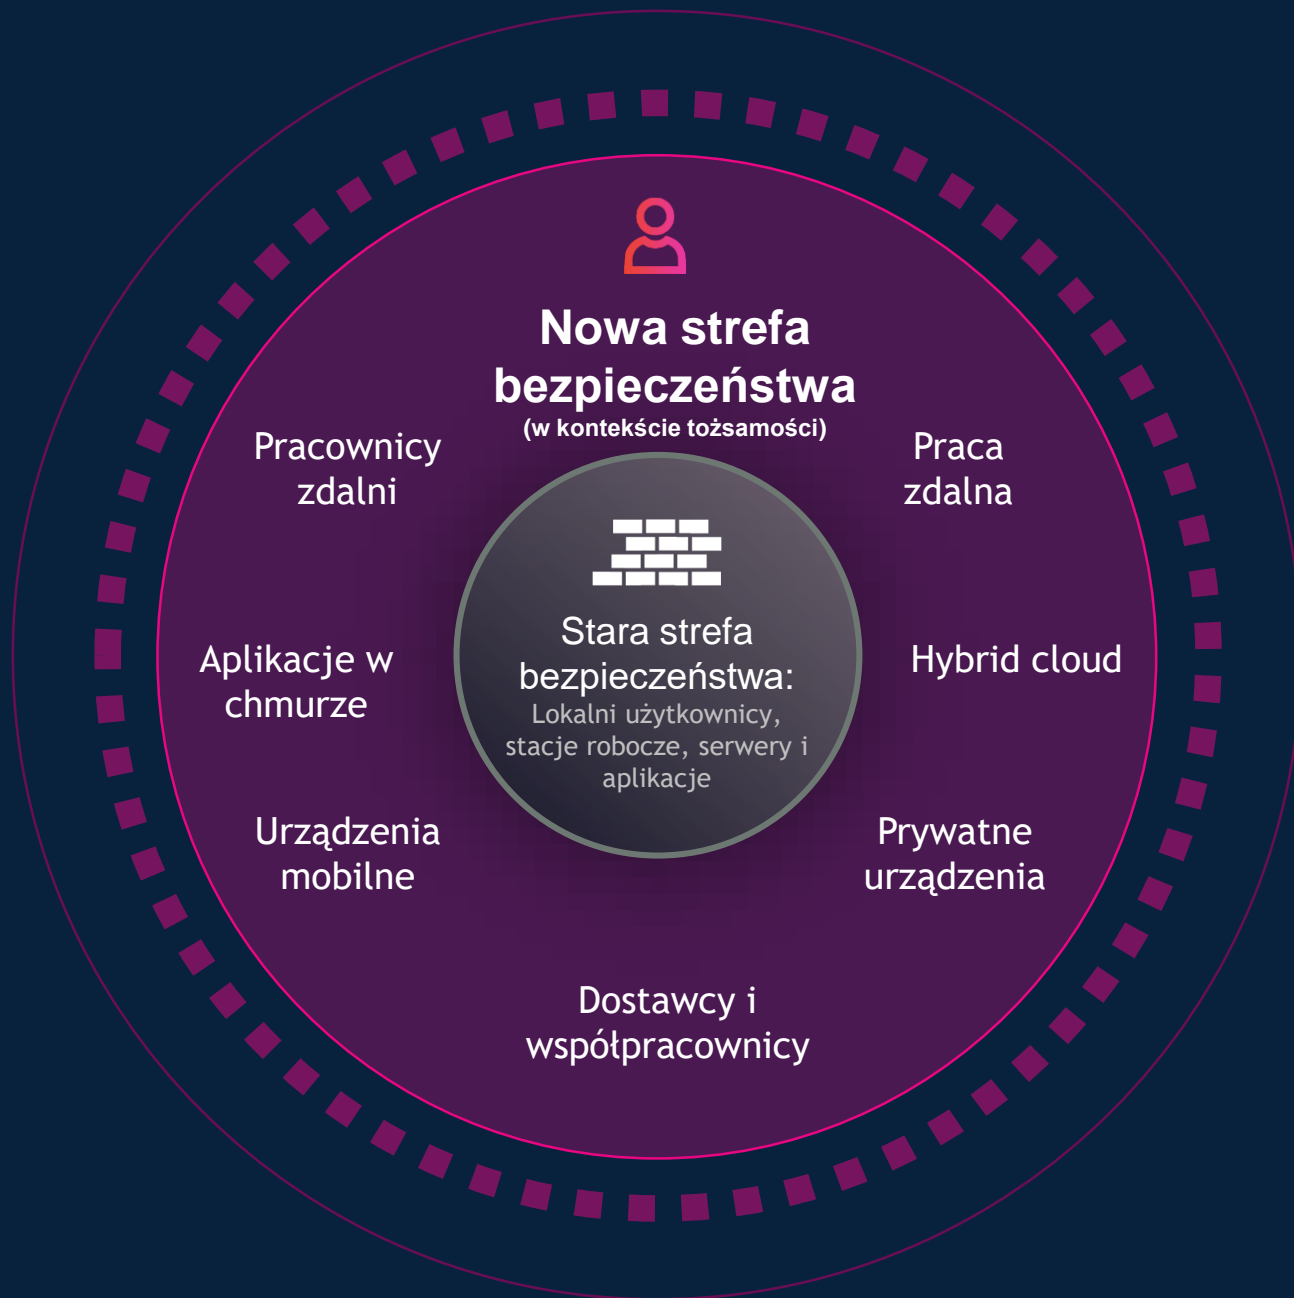 Nowa strefa
bezpieczeństwa
(w kontekście tożsamości)
Pracownicy
zdalni
Praca
zdalna
Stara strefa
bezpieczeństwa:
Lokalni użytkownicy,
stacje robocze, serwery i
aplikacje
Aplikacje w
chmurze
Hybrid cloud
Urządzenia
mobilne
Prywatne
urządzenia
Dostawcy i
współpracownicy